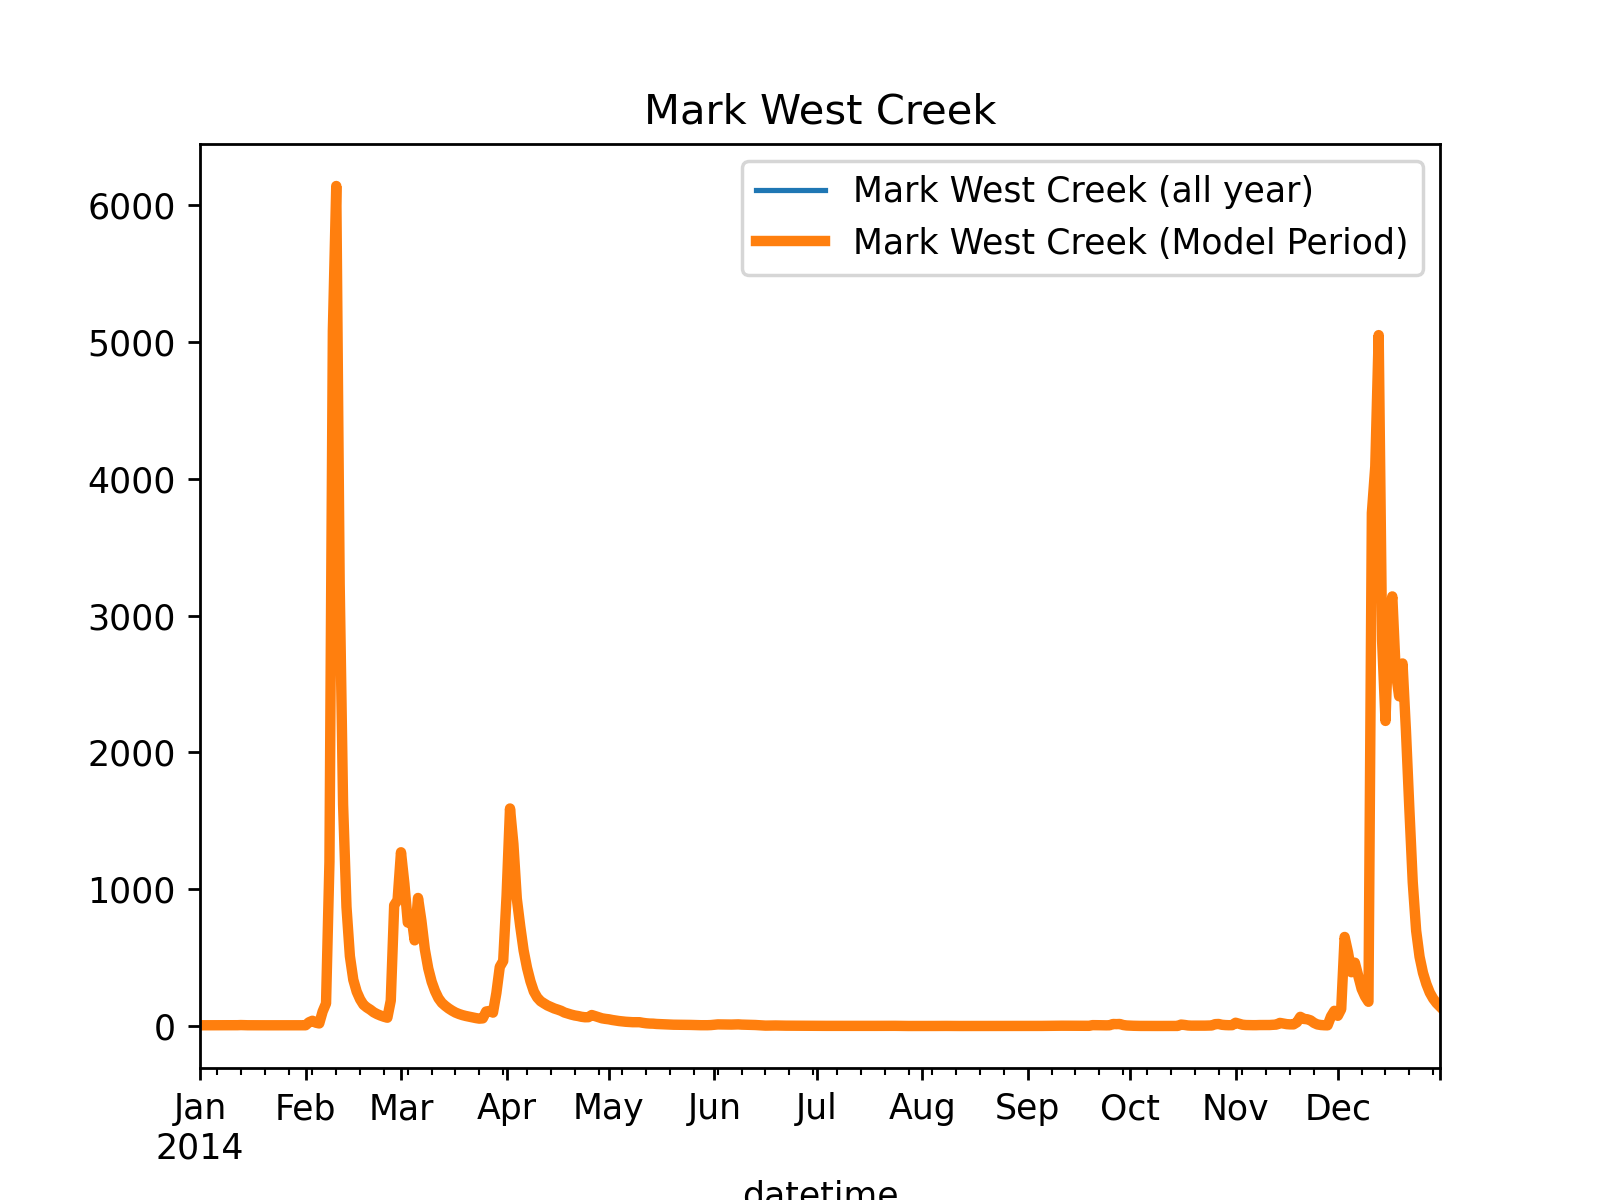 Mark West Creek
Mark West Creek (all year)
Mark West Creek (Model Period)
6000
5000
4000
3000
2000
1000
0
Jan Feb Mar Apr May Jun Jul Aug Sep Oct Nov Dec
2014
datetime